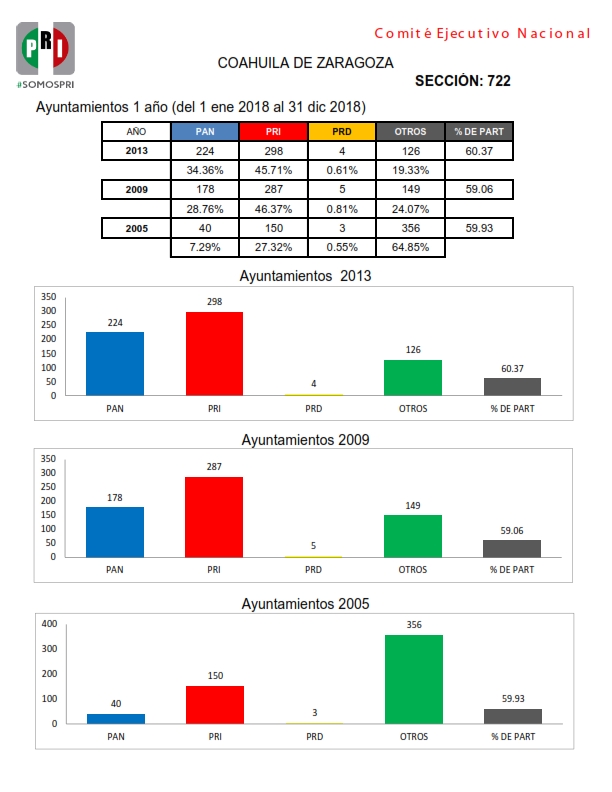 Comité Ejecutivo Nacional
PRI
#SOMOSPRI
COAHUILA DE ZARAGOZA
SECCIÓN: 722
Ayuntamientos 1 año (del 1 ene 2018 al 31 dic 2018)
AÑO PAN PRI PRD OTROS % DE PART
2013 224 298 4 126 60.37
34.36% 45.71% 0.61% 19.33%
2009 178 287 5 149 59.06
28.76% 46.37% 0.81% 24.07%
2005 40 150 3 356 59.93
7.29% 27.32% 0.55% 64.85%
Ayuntamientos 2013
350
300
250
200
150
100
50
0
224 298 4 126 60.37
PAN PRI PRD OTROS % DE PART
Ayuntamientos 2009
350
300
250
200
150
100
50
0
178 287 5 149 59.06
PAN PRI PRD OTROS % DE PART
Ayuntamientos 2005
400
300
200
100
0
40 150 3 356 59.93
PAN PRI PRD OTROS % DE PART